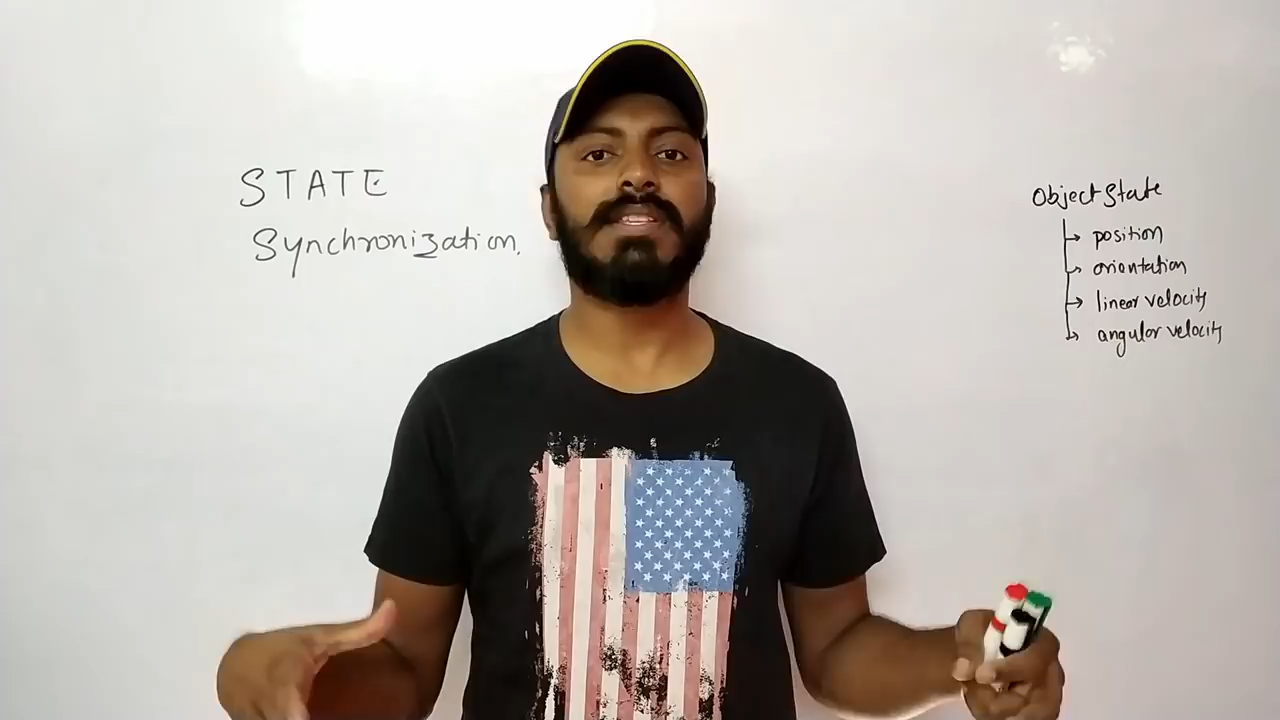 STATE
Synchronization.
Object State
position
orientation
linear velocity
angular velocity